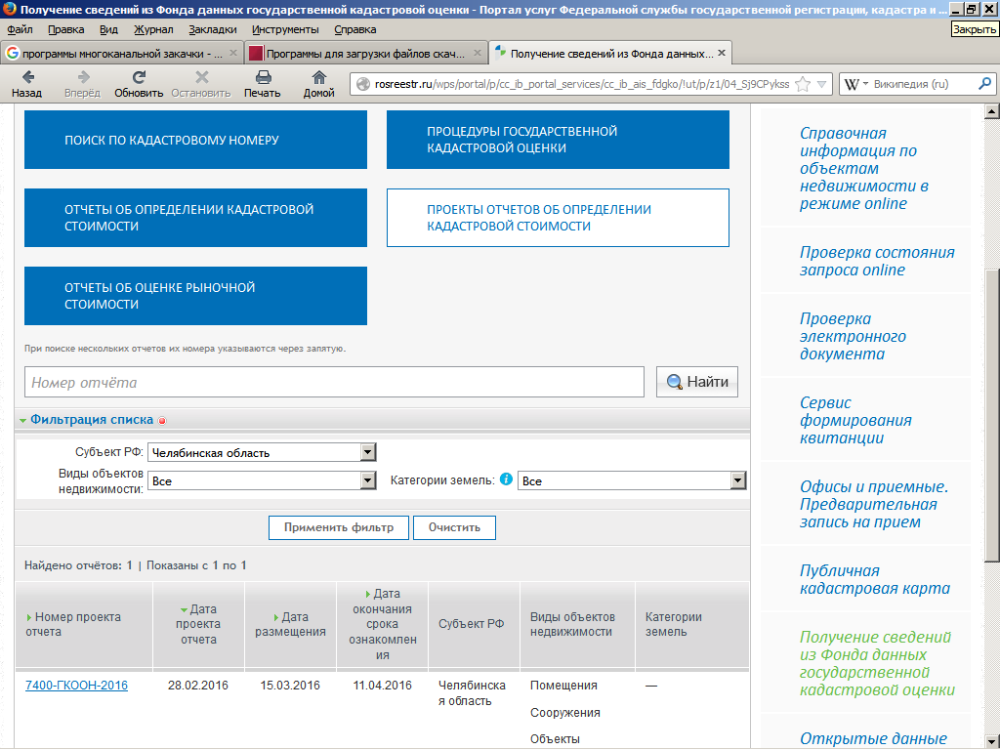 Получение сведений из Фонда данных государственной кадастровой оценки - Портал услуг Федеральной службы государственной регистрации, кадастра и ...
Файл Правка Вид Журнал Закладки Инструменты Справка
Закрыть
программы многоканальной закачки - ...
Программы для загрузки файлов скач...
Получение сведений из Фонда данных...
Назад Вперёд Обновить Остановить Печать Домой
rosreestr.ru/wps/portal/p/cc_ib_portal_services/cc_ib_ais_fdgko/!ut/p/z1/04_Sj9CPykss
W Википедия (ru)
ПОИСК ПО КАДАСТРОВОМУ НОМЕРУ
ПРОЦЕДУРЫ ГОСУДАРСТВЕННОЙ
КАДАСТРОВОЙ ОЦЕНКИ
ОТЧЕТЫ ОБ ОПРЕДЕЛЕНИИ КАДАСТРОВОЙ
СТОИМОСТИ
ПРОЕКТЫ ОТЧЕТОВ ОБ ОПРЕДЕЛЕНИИ
КАДАСТРОВОЙ СТОИМОСТИ
ОТЧЕТЫ ОБ ОЦЕНКЕ РЫНОЧНОЙ
СТОИМОСТИ
При поиске нескольких отчетов их номера указываются через запятую.
Номер отчёта
Найти
Фильтрация списка
Субъект РФ: Челябинская область
Виды объектов
недвижимости: Все
Категории земель: Все
Применить фильтр Очистить
Найдено отчётов: 1 | Показаны с 1 по 1
Номер проекта
отчета
Дата
проекта
отчета
Дата
размещения
Дата
окончания
срока
ознакомлен
ия
Субъект РФ
Виды объектов
недвижимости
Категории
земель
7400-ГКООН-2016 28.02.2016 15.03.2016 11.04.2016
Челябинска
я область
Помещения
Сооружения
Объекты
—
Справочная
информация по
объектам
недвижимости в
режиме online
Проверка состояния
запроса online
Проверка
электронного
документа
Сервис
формирования
квитанции
Офисы и приемные.
Предварительная
запись на прием
Публичная
кадастровая карта
Получение сведений
из Фонда данных
государственной
кадастровой оценки
Открытые данные